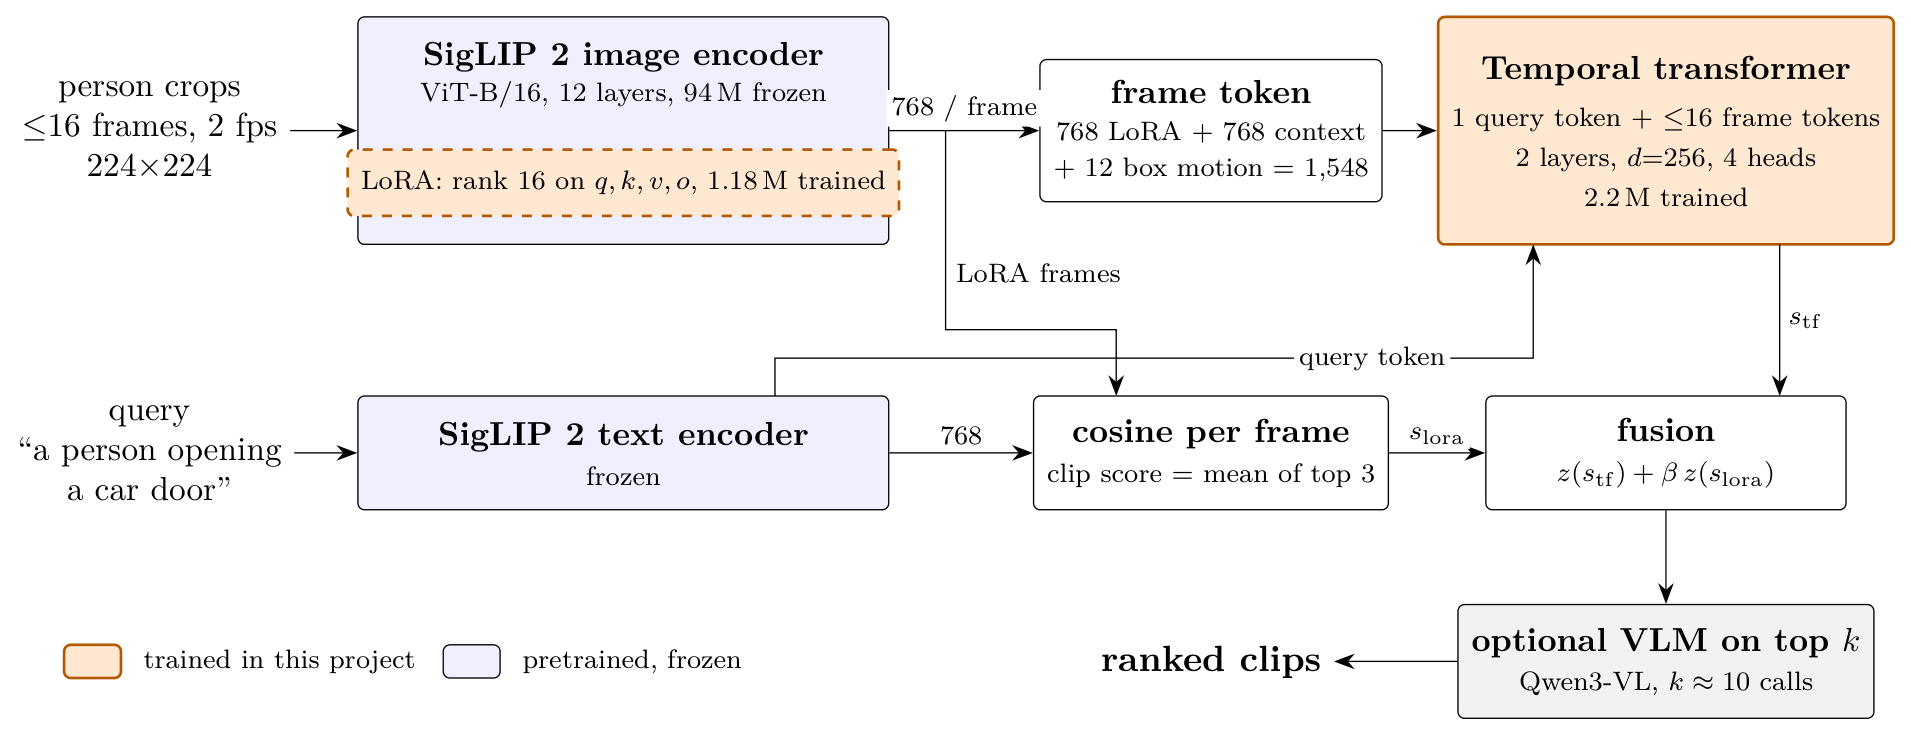 person crops
≤16 frames, 2 fps
224×224
SigLIP 2 image encoder
ViT-B/16, 12 layers, 94 M frozen
LoRA: rank 16 on q, k, v, o, 1.18 M trained
768 / frame
frame token
768 LoRA + 768 context
+ 12 box motion = 1,548
Temporal transformer
1 query token + ≤16 frame tokens
2 layers, d=256, 4 heads
2.2 M trained
LoRA frames
s_tf
query token
query
“a person opening
a car door”
SigLIP 2 text encoder
frozen
768
cosine per frame
clip score = mean of top 3
s_lora
fusion
z(s_tf) + β z(s_lora)
optional VLM on top k
Qwen3-VL, k ≈ 10 calls
ranked clips
trained in this project
pretrained, frozen